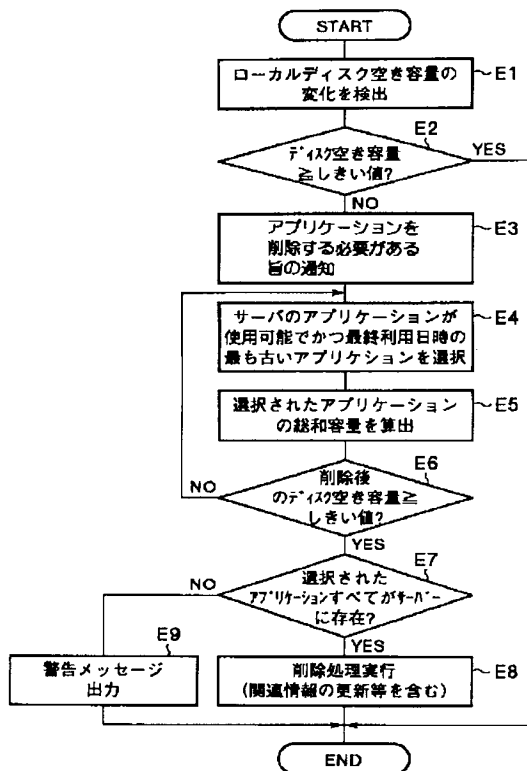 START
ローカルディスク空き容量の
変化を検出
E1
E2
ディスク空き容量
≧しきい値?
YES
NO
アプリケーションを
削除する必要がある
旨の通知
E3
サーバのアプリケーションが
使用可能でかつ最終利用日時の
最も古いアプリケションを選択
E4
選択されたアプリケーション
の総和容量を算出
E5
E6
削除後
のディスク空き容量≧
しきい値?
NO
YES
E7
選択された
アプリケーションすべてがサーバー
に存在?
NO
YES
E9
警告メッセージ
出力
削除処理実行
(関連情報の更新等を含む)
E8
END